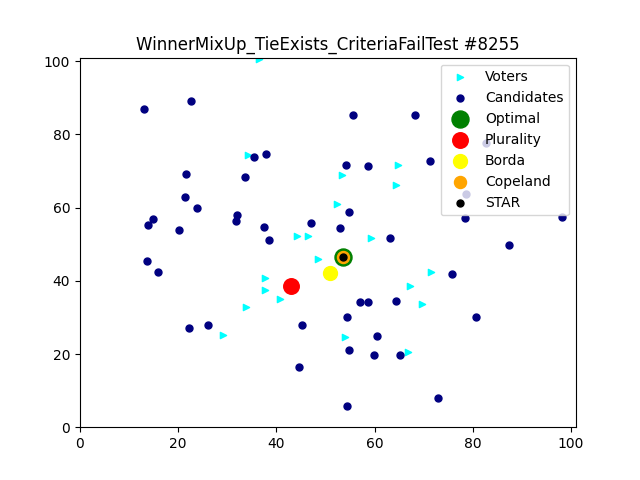 WinnerMixUp_TieExists_CriteriaFailTest #8255
100
80
60
40
20
0
0
20
40
60
80
100
Voters
Candidates
Optimal
Plurality
Borda
Copeland
STAR